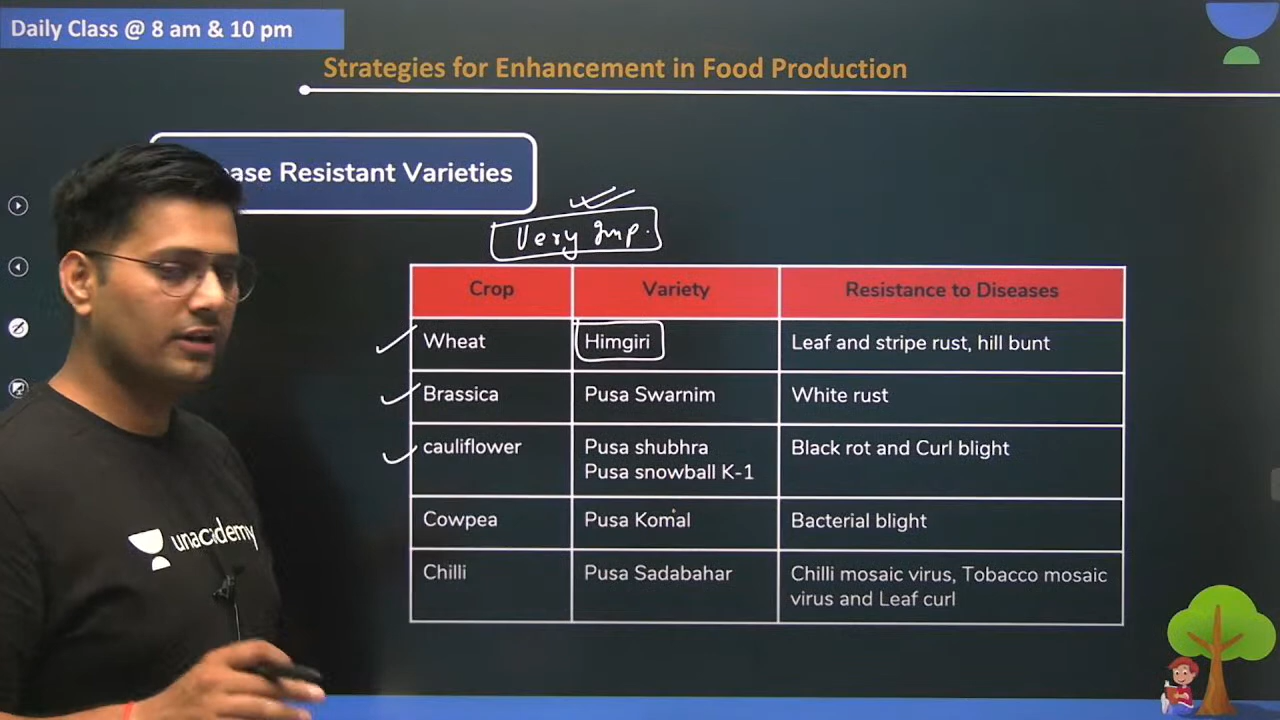 Daily Class @ 8 am & 10 pm
Strategies for Enhancement in Food Production
ease Resistant Varieties
Very Imp.
Crop Variety Resistance to Diseases
Wheat Himgiri Leaf and stripe rust, hill bunt
Brassica Pusa Swarnim White rust
cauliflower Pusa shubhra Black rot and Curl blight
Pusa snowball K-1
Cowpea Pusa Komal Bacterial blight
Chilli Pusa Sadabahar Chilli mosaic virus, Tobacco mosaic
virus and Leaf curl
unacademy